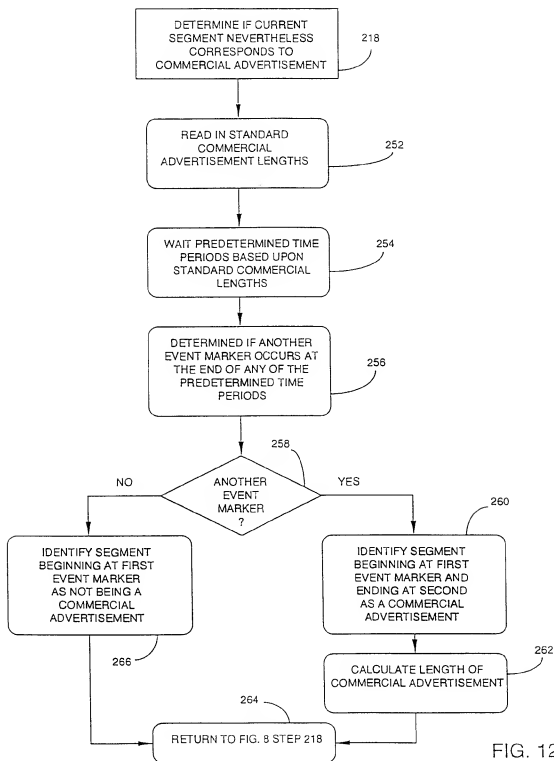 DETERMINE IF CURRENT
SEGMENT NEVERTHELESS
CORRESPONDS TO
COMMERCIAL ADVERTISEMENT
218
READ IN STANDARD
COMMERCIAL
ADVERTISEMENT LENGTHS
252
WAIT PREDETERMINED TIME
PERIODS BASED UPON
STANDARD COMMERCIAL
LENGTHS
254
DETERMINED IF ANOTHER
EVENT MARKER OCCURS AT
THE END OF ANY OF THE
PREDETERMINED TIME
PERIODS
256
258
NO
ANOTHER
EVENT
MARKER
?
YES
260
IDENTIFY SEGMENT
BEGINNING AT FIRST
EVENT MARKER
AS NOT BEING A
COMMERCIAL
ADVERTISEMENT
266
IDENTIFY SEGMENT
BEGINNING AT FIRST
EVENT MARKER AND
ENDING AT SECOND
AS A COMMERCIAL
ADVERTISEMENT
262
CALCULATE LENGTH OF
COMMERCIAL ADVERTISEMENT
264
RETURN TO FIG. 8 STEP 218
FIG. 12